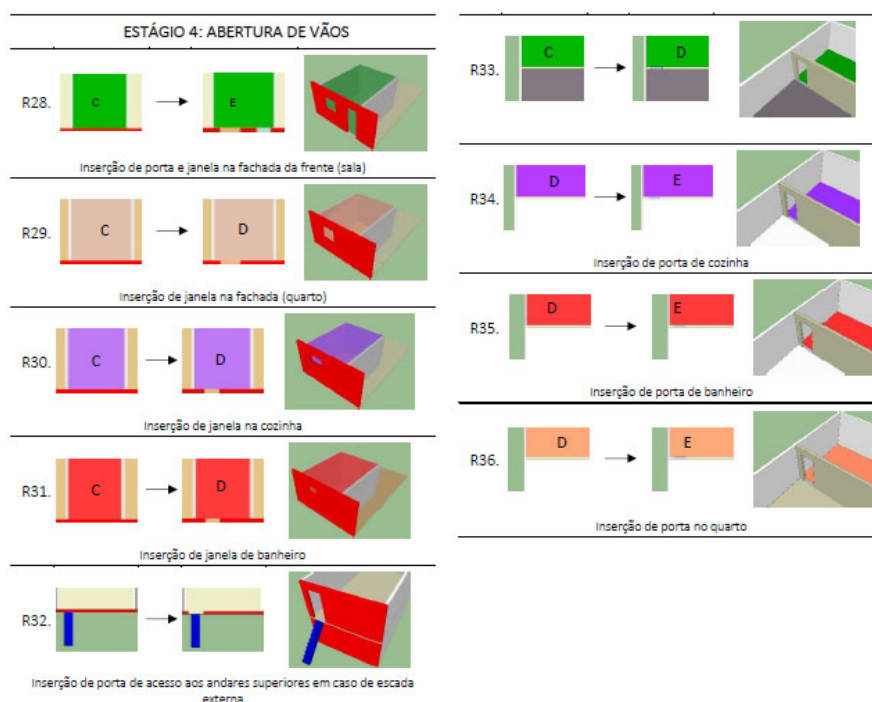 ESTÁGIO 4: ABERTURA DE VÃOS
R28. C E
Inserção de porta e janela na fachada da frente (sala)
R29. C D
Inserção de janela na fachada (quarto)
R30. C D
Inserção de janela na cozinha
R31. C D
Inserção de janela de banheiro
R32.
Inserção de porta de acesso aos andares superiores em caso de escada
externa
R33. C D
R34. D E
Inserção de porta de cozinha
R35. D E
Inserção de porta de banheiro
R36. D E
Inserção de porta no quarto